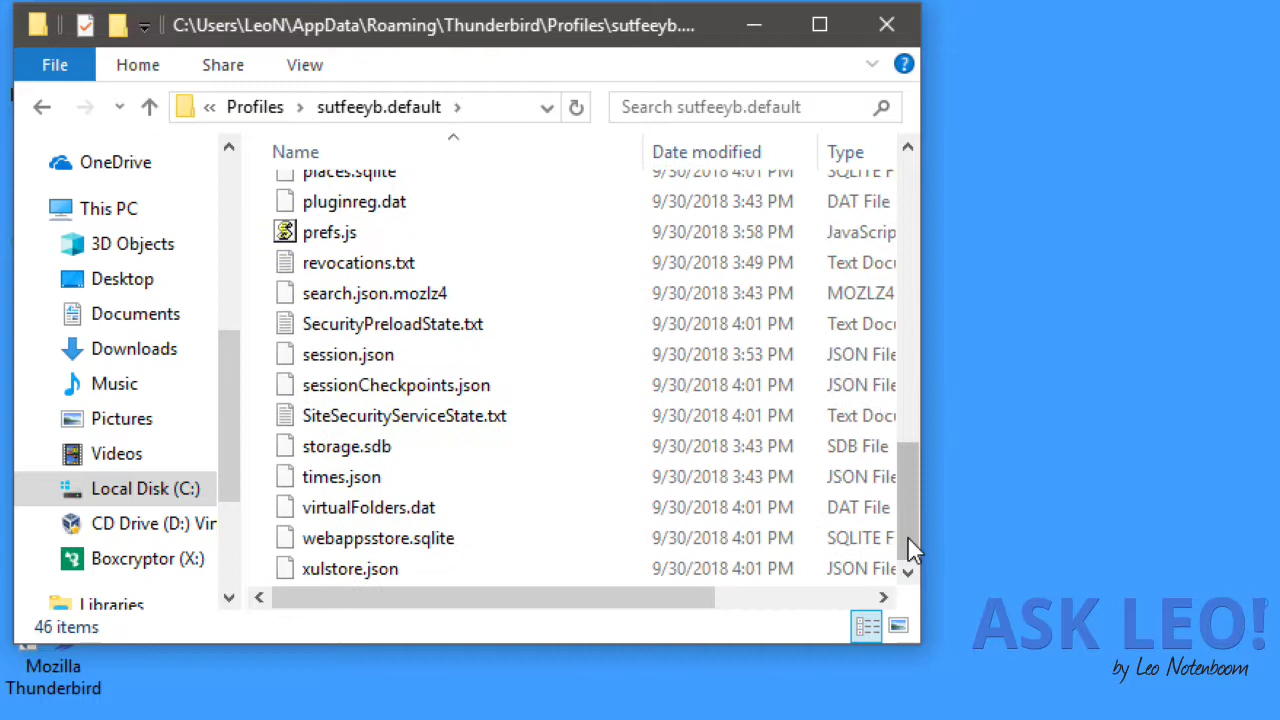 C:\Users\LeoN\AppData\Roaming\Thunderbird\Profiles\sutfeeyb....
File Home Share View
« Profiles > sutfeeyb.default > Search sutfeeyb.default
Name Date modified Type
places.sqlite 9/30/2018 4:01 PM SQLITE F
pluginreg.dat 9/30/2018 3:43 PM DAT File
prefs.js 9/30/2018 3:58 PM JavaScrip
revocations.txt 9/30/2018 3:49 PM Text Docu
search.json.mozlz4 9/30/2018 3:43 PM MOZLZ4
SecurityPreloadState.txt 9/30/2018 4:01 PM Text Docu
session.json 9/30/2018 3:53 PM JSON File
sessionCheckpoints.json 9/30/2018 4:01 PM JSON File
SiteSecurityServiceState.txt 9/30/2018 4:01 PM Text Docu
storage.sdb 9/30/2018 3:43 PM SDB File
times.json 9/30/2018 3:43 PM JSON File
virtualFolders.dat 9/30/2018 4:01 PM DAT File
webappsstore.sqlite 9/30/2018 4:01 PM SQLITE F
xulstore.json 9/30/2018 4:01 PM JSON File
OneDrive
This PC
3D Objects
Desktop
Documents
Downloads
Music
Pictures
Videos
Local Disk (C:)
CD Drive (D:) Vir
Boxcryptor (X:)
Libraries
46 items
Mozilla
Thunderbird
ASK LEO!
by Leo Notenboom